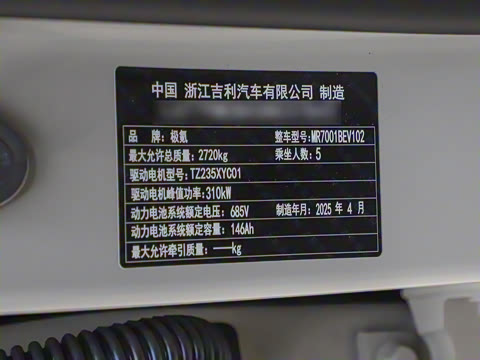 中国 浙江吉利汽车有限公司 制造
品 牌：极氪 整车型号：MR7001BEV102
最大允许总质量：2720kg 乘坐人数：5
驱动电机型号：TZ235XYC01
驱动电机峰值功率：310kW
动力电池系统额定电压：685V 制造年月：2025 年 4 月
动力电池系统额定容量：146Ah
最大允许牵引质量：——kg